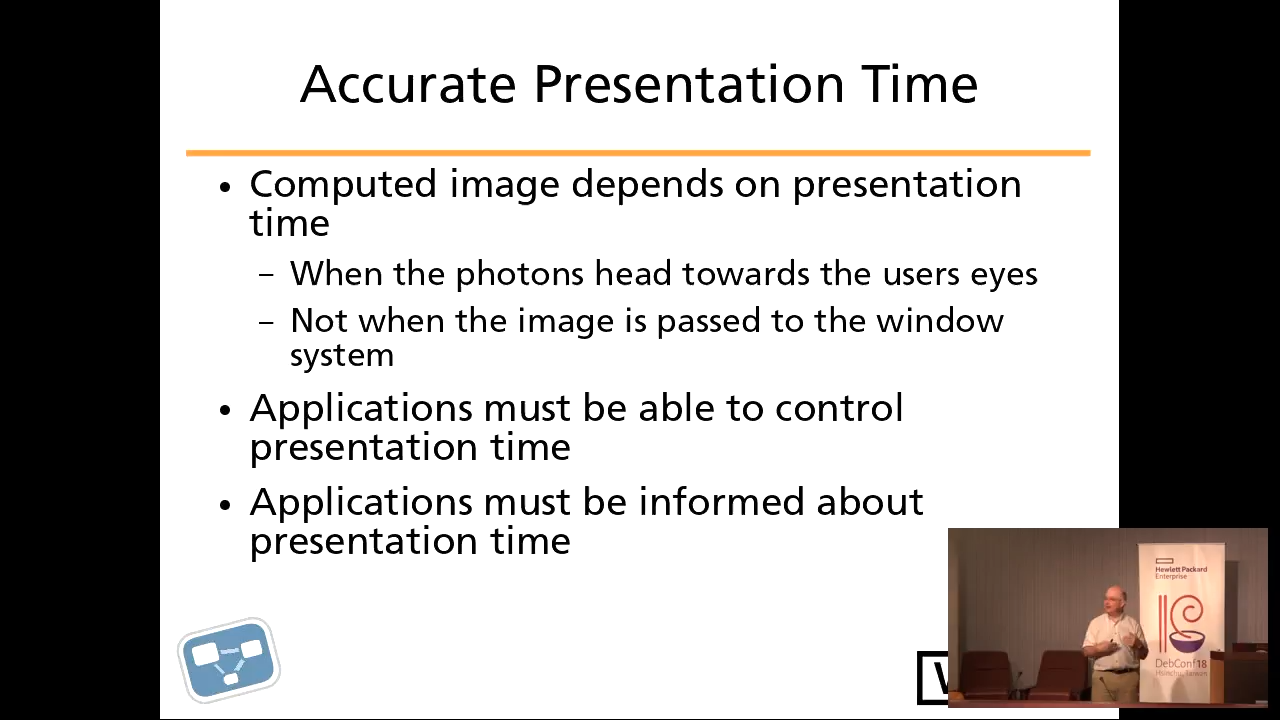 Accurate Presentation Time
• Computed image depends on presentation
time
– When the photons head towards the users eyes
– Not when the image is passed to the window
system
• Applications must be able to control
presentation time
• Applications must be informed about
presentation time
Hewlett Packard
Enterprise
DebConf18
Hsinchu, Taiwan